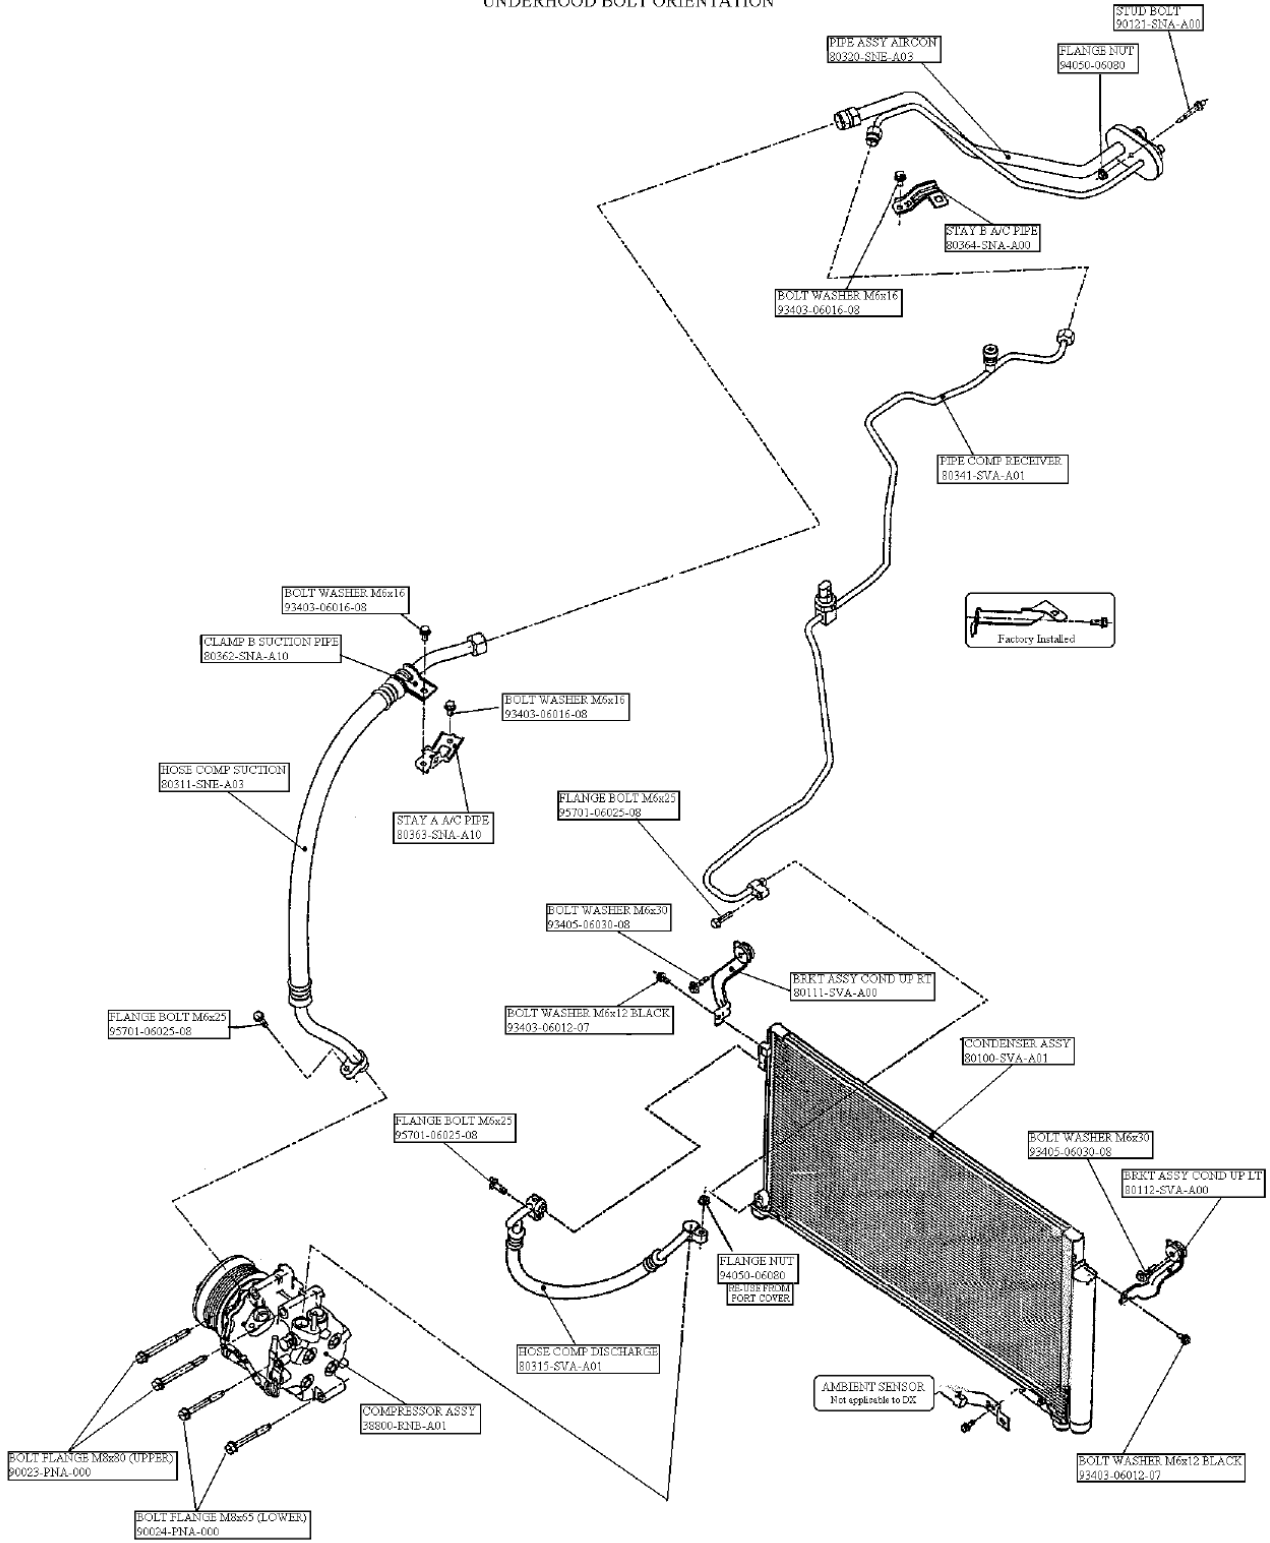 UNDERHOOD BOLT ORIENTATION
STUD BOLT
90121-SNA-A00
PIPE ASSY AIRCON
80320-SNE-A03
FLANGE NUT
94050-06080
STAY B A/C PIPE
80364-SNA-A00
BOLT WASHER M6x16
93403-06016-08
PIPE COMP RECEIVER
80341-SVA-A01
BOLT WASHER M6x16
93403-06016-08
Factory Installed
CLAMP B SUCTION PIPE
80362-SNA-A10
BOLT WASHER M6x16
93403-06016-08
HOSE COMP SUCTION
80311-SNE-A03
STAY A A/C PIPE
80363-SNA-A10
FLANGE BOLT M6x25
95701-06025-08
BOLT WASHER M6x30
93405-06030-08
BRKT ASSY COND UP RT
80111-SVA-A00
BOLT WASHER M6x12 BLACK
93403-06012-07
FLANGE BOLT M6x25
95701-06025-08
CONDENSER ASSY
80100-SVA-A01
FLANGE BOLT M6x25
95701-06025-08
BOLT WASHER M6x30
93405-06030-08
BRKT ASSY COND UP LT
80112-SVA-A00
FLANGE NUT
94050-06080
RE-USE FROM
PORT COVER
HOSE COMP DISCHARGE
80315-SVA-A01
AMBIENT SENSOR
Not applicable to DX
COMPRESSOR ASSY
38800-RNB-A01
BOLT FLANGE M8x80 (UPPER)
90023-PNA-000
BOLT WASHER M6x12 BLACK
93403-06012-07
BOLT FLANGE M8x65 (LOWER)
90024-PNA-000